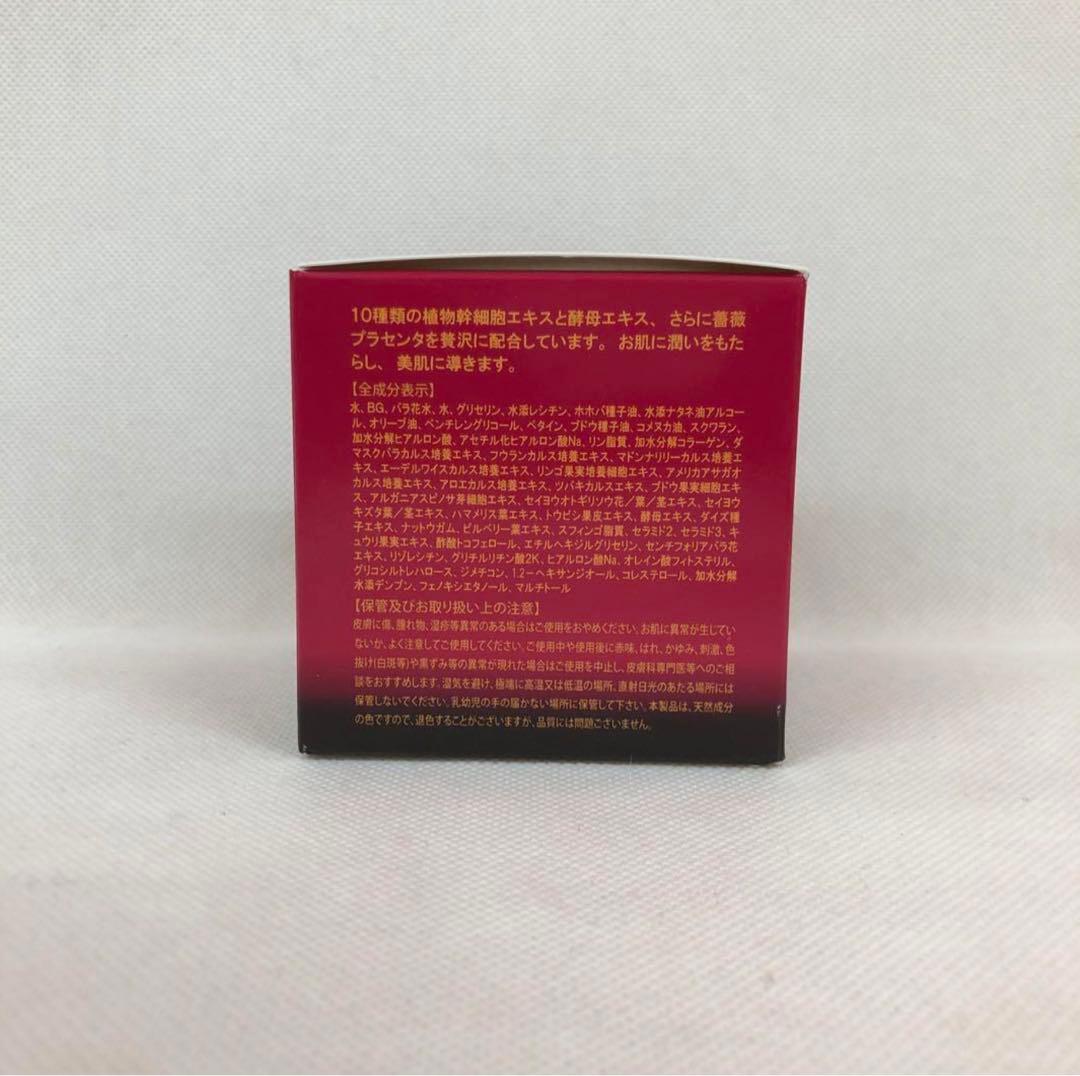 10種類の植物幹細胞エキスと酵母エキス、さらに薔薇
プラセンタを贅沢に配合しています。お肌に潤いをもた
らし、美肌に導きます。
【全成分表示】
水、BG、バラ花水、水、グリセリン、水添レシチン、ホホバ種子油、水添ナタネ油アルコー
ル、オリーブ油、ペンチレングリコール、ベタイン、ブドウ種子油、コメヌカ油、スクワラン、
加水分解ヒアルロン酸、アセチル化ヒアルロン酸Na、リン脂質、加水分解コラーゲン、ダ
マスクバラカルス培養エキス、フウランカルス培養エキス、マドンナリリーカルス培養エ
キス、エーデルワイスカルス培養エキス、リンゴ果実培養細胞エキス、アメリカアサガオ
カルス培養エキス、アロエカルス培養エキス、ツバキカルスエキス、ブドウ果実細胞エキ
ス、アルガニアスピノサ芽細胞エキス、セイヨウオトギリソウ花／葉／茎エキス、セイヨウ
キズタ葉／茎エキス、ハマメリス葉エキス、トウビシ果皮エキス、酵母エキス、ダイズ種
子エキス、ナットウガム、ビルベリー葉エキス、スフィンゴ脂質、セラミド2、セラミド3、キ
ュウリ果実エキス、酢酸トコフェロール、エチルヘキシルグリセリン、センチフォリアバラ花
エキス、リゾレシチン、グリチルリチン酸2K、ヒアルロン酸Na、オレイン酸フィトステリル、
グリコシルトレハロース、ジメチコン、1.2－ヘキサンジオール、コレステロール、加水分解
水添デンプン、フェノキシエタノール、マルチトール
【保管及びお取り扱い上の注意】
皮膚に傷、腫れ物、湿疹等異常のある場合はご使用をおやめください。お肌に異常が生じてい
ないか、よく注意してご使用してください。ご使用中や使用後に赤味、はれ、かゆみ、刺激、色
抜け(白斑等)や黒ずみ等の異常が現れた場合はご使用を中止し、皮膚科専門医等へのご相
談をおすすめします。湿気を避け、極端に高温又は低温の場所、直射日光のあたる場所には
保管しないでください。乳幼児の手の届かない場所に保管して下さい。本製品は、天然成分
の色ですので、退色することがございますが、品質には問題ございません。